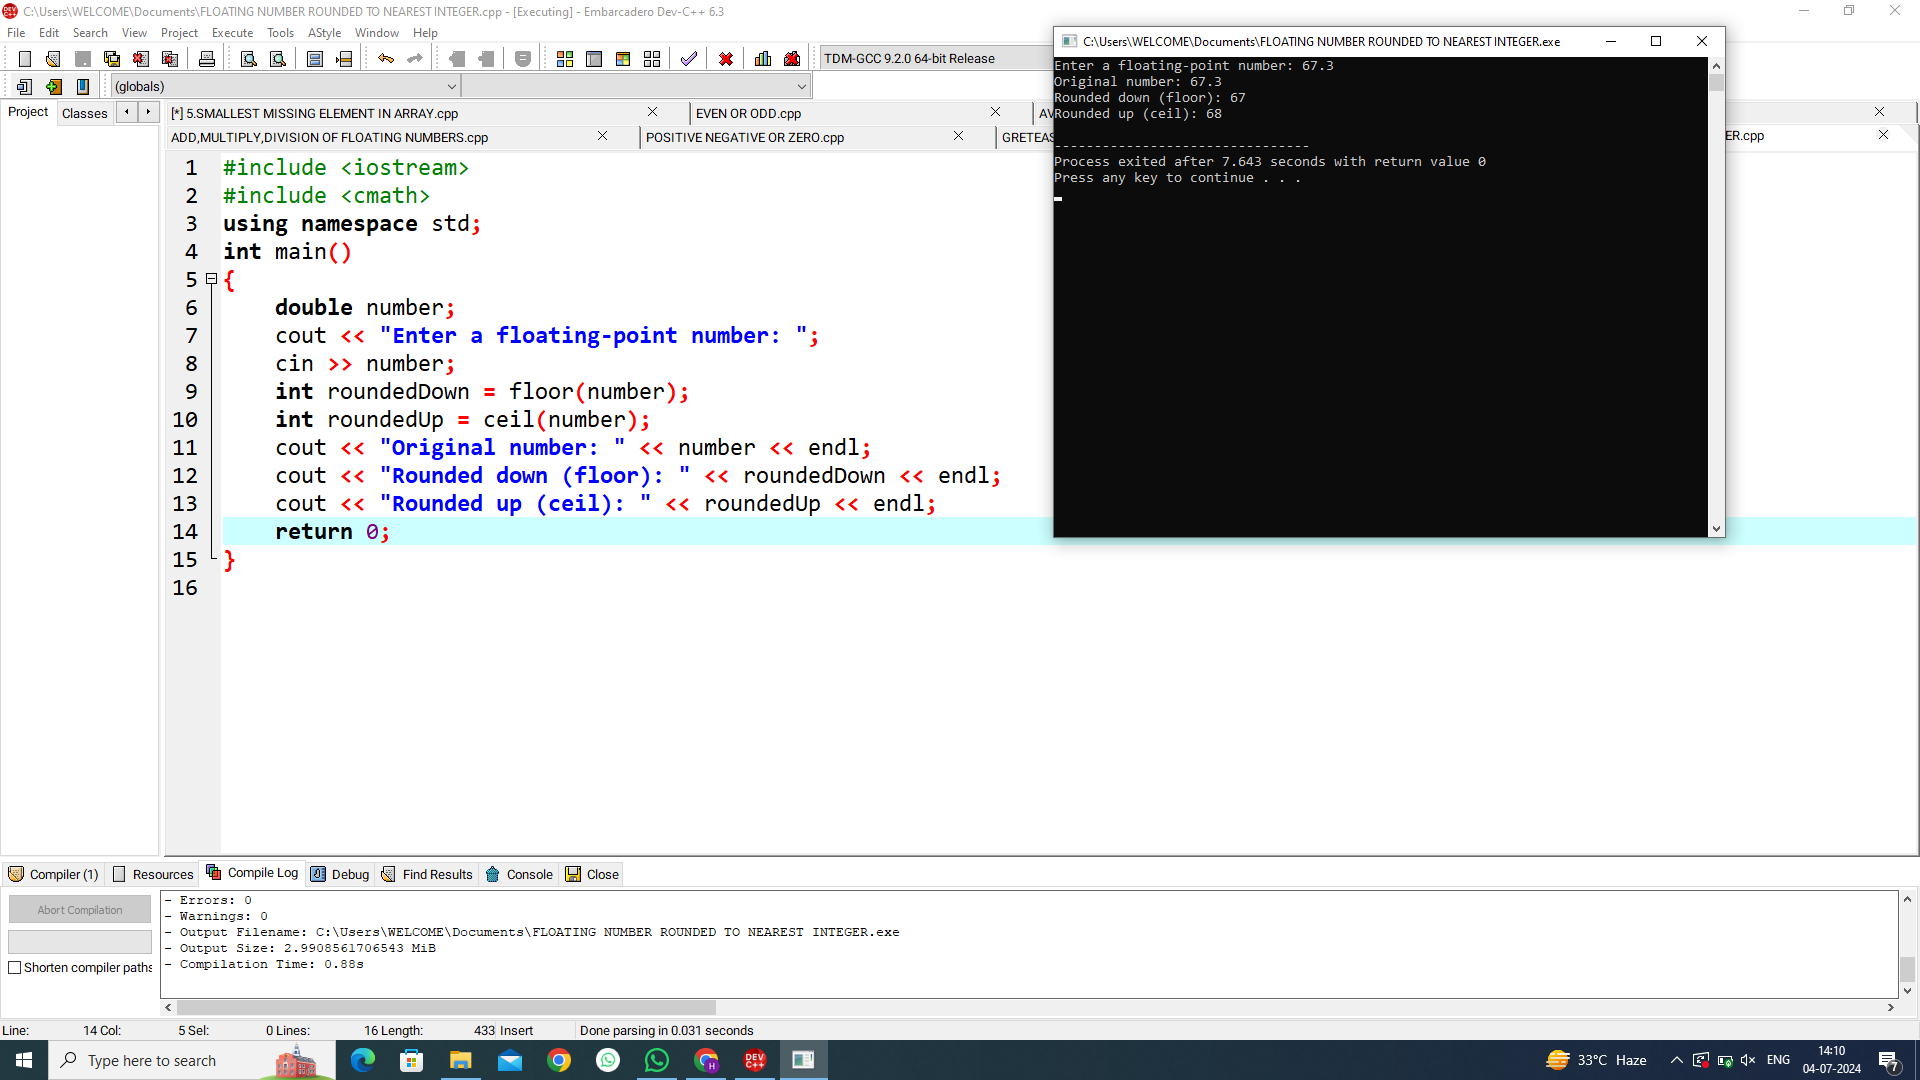 C:\Users\WELCOME\Documents\FLOATING NUMBER ROUNDED TO NEAREST INTEGER.cpp - [Executing] - Embarcadero Dev-C++ 6.3
File Edit Search View Project Execute Tools AStyle Window Help
TDM-GCC 9.2.0 64-bit Release
(globals)
Project Classes
[*] 5.SMALLEST MISSING ELEMENT IN ARRAY.cpp
EVEN OR ODD.cpp
ADD,MULTIPLY,DIVISION OF FLOATING NUMBERS.cpp
POSITIVE NEGATIVE OR ZERO.cpp
GRETEAS
ER.cpp
1 #include <iostream>
2 #include <cmath>
3 using namespace std;
4 int main()
5 {
6 double number;
7 cout << "Enter a floating-point number: ";
8 cin >> number;
9 int roundedDown = floor(number);
10 int roundedUp = ceil(number);
11 cout << "Original number: " << number << endl;
12 cout << "Rounded down (floor): " << roundedDown << endl;
13 cout << "Rounded up (ceil): " << roundedUp << endl;
14 return 0;
15 }
16
C:\Users\WELCOME\Documents\FLOATING NUMBER ROUNDED TO NEAREST INTEGER.exe
Enter a floating-point number: 67.3
Original number: 67.3
Rounded down (floor): 67
Rounded up (ceil): 68
--------------------------------
Process exited after 7.643 seconds with return value 0
Press any key to continue . . .
Compiler (1) Resources Compile Log Debug Find Results Console Close
Abort Compilation
Shorten compiler paths
- Errors: 0
- Warnings: 0
- Output Filename: C:\Users\WELCOME\Documents\FLOATING NUMBER ROUNDED TO NEAREST INTEGER.exe
- Output Size: 2.9908561706543 MiB
- Compilation Time: 0.88s
Line: 14 Col: 5 Sel: 0 Lines: 16 Length: 433 Insert Done parsing in 0.031 seconds
Type here to search
DEV C++
33°C Haze
ENG
14:10
04-07-2024
7